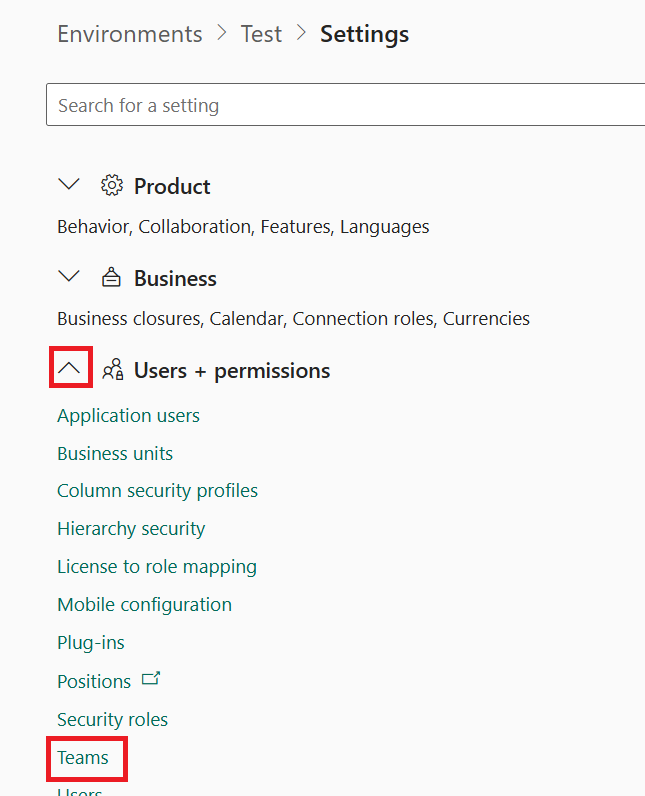 Environments > Test > Settings
Search for a setting
Product
Behavior, Collaboration, Features, Languages
Business
Business closures, Calendar, Connection roles, Currencies
Users + permissions
Application users
Business units
Column security profiles
Hierarchy security
License to role mapping
Mobile configuration
Plug-ins
Positions
Security roles
Teams
Users